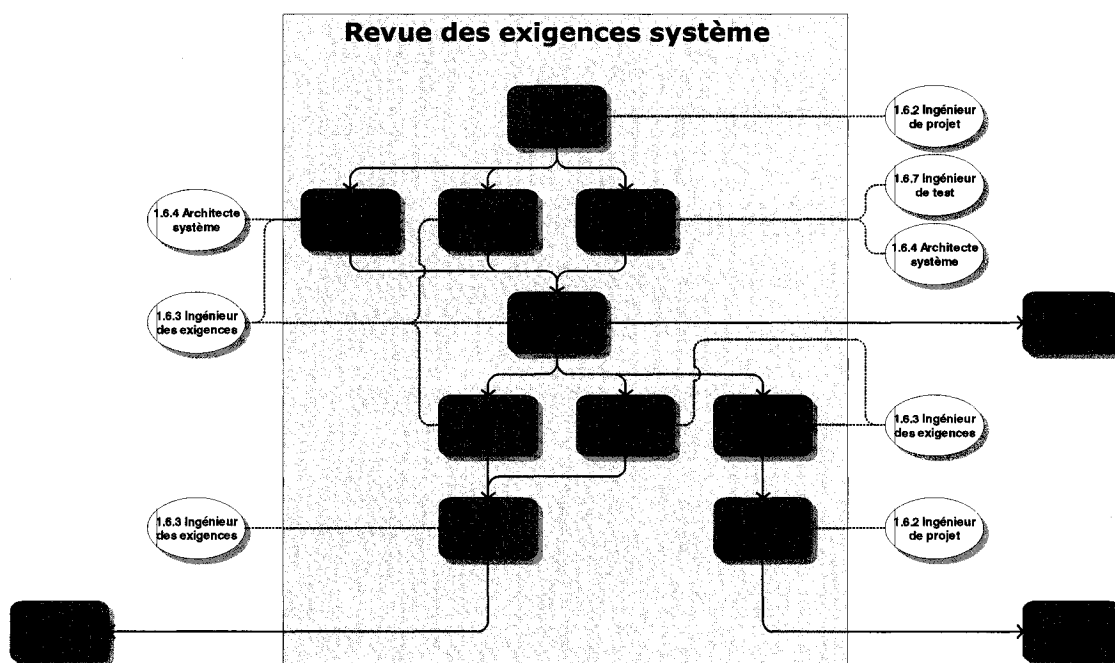 Revue des exigences système
1.6.2 Ingénieur
de projet
1.6.7 Ingénieur
de test
1.6.4 Architecte
système
1.6.4 Architecte
système
1.6.3 Ingénieur
des exigences
1.6.3 Ingénieur
des exigences
1.6.3 Ingénieur
des exigences
1.6.2 Ingénieur
de projet